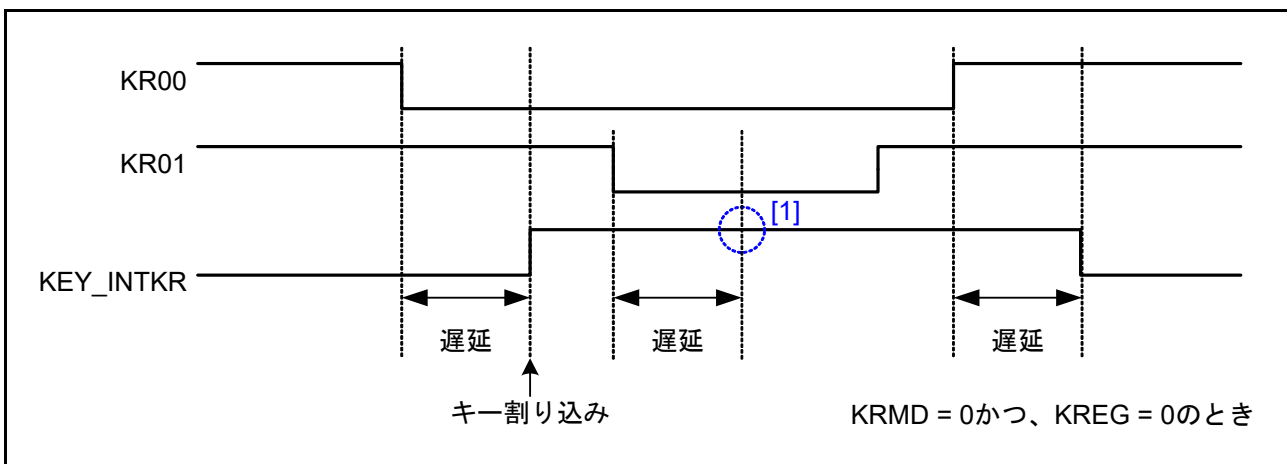 KR00
KR01
[1]
KEY_INTKR
遅延 遅延 遅延
キー割り込み
KRMD = 0かつ、KREG = 0のとき